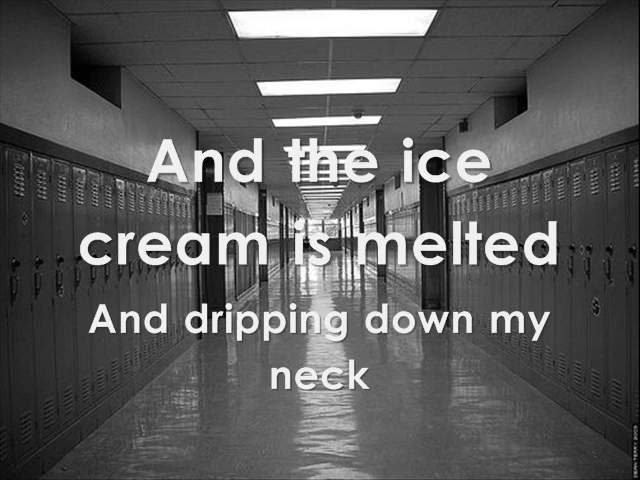 And the ice
cream is melted
And dripping down my
neck